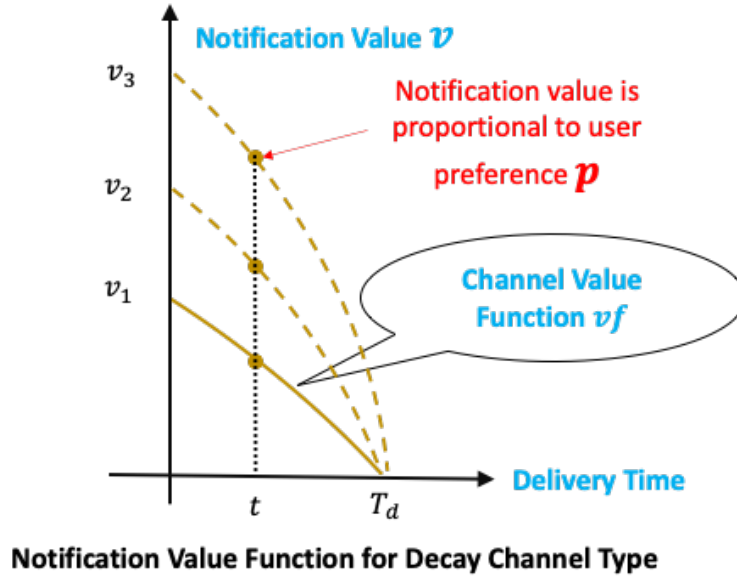 Notification Value v
v₃
Notification value is
proportional to user
preference p
v₂
v₁
Channel Value
Function vf
Delivery Time
t
T_d
Notification Value Function for Decay Channel Type